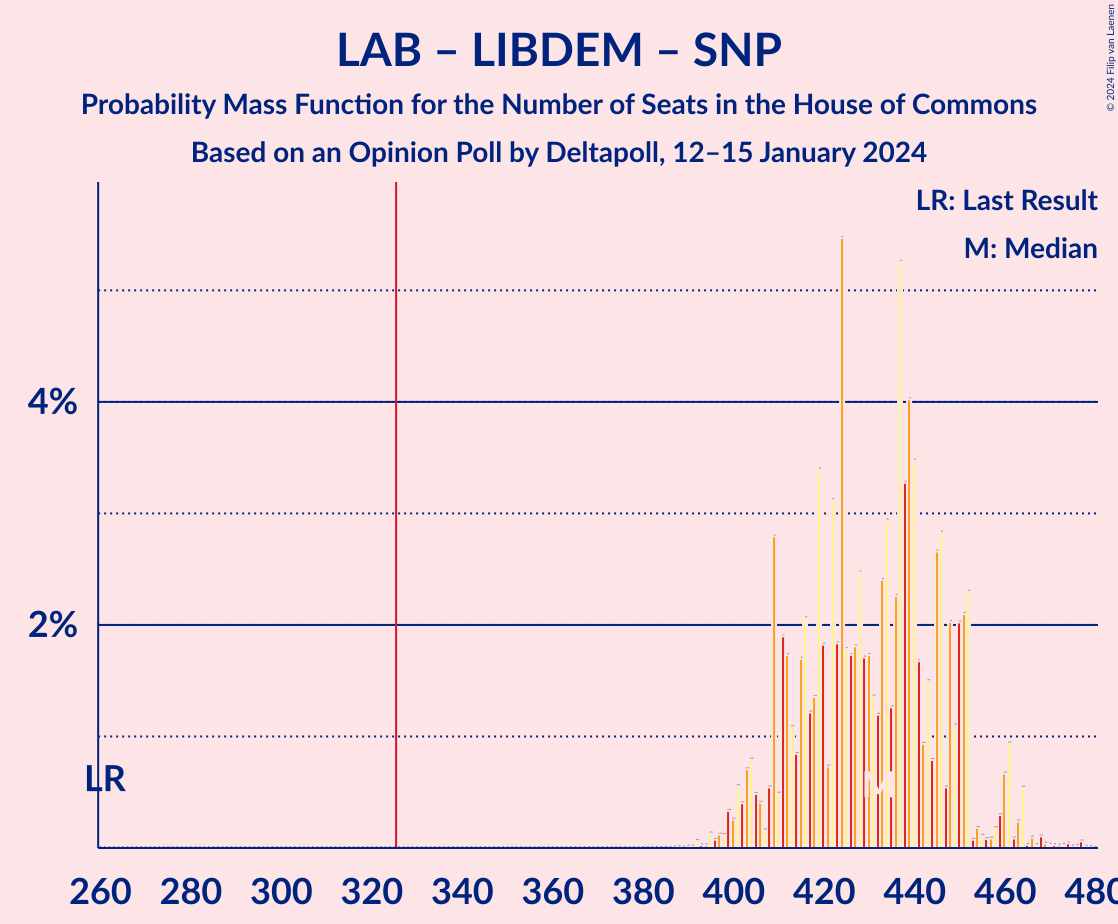 LAB – LIBDEM – SNP
Probability Mass Function for the Number of Seats in the House of Commons
Based on an Opinion Poll by Deltapoll, 12–15 January 2024
© 2024 Filip van Laenen
LR: Last Result
M: Median
4%
2%
LR
M
260 280 300 320 340 360 380 400 420 440 460 480